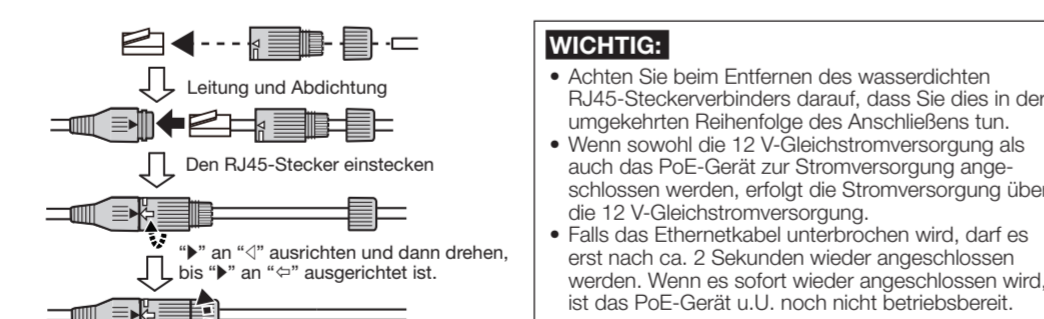 Leitung und Abdichtung
Den RJ45-Stecker einstecken
“▶” an “◁” ausrichten und dann drehen,
bis “▶” an “⇦” ausgerichtet ist.
WICHTIG:
• Achten Sie beim Entfernen des wasserdichten
RJ45-Steckerverbinders darauf, dass Sie dies in der
umgekehrten Reihenfolge des Anschließens tun.
• Wenn sowohl die 12 V-Gleichstromversorgung als
auch das PoE-Gerät zur Stromversorgung ange-
schlossen werden, erfolgt die Stromversorgung über
die 12 V-Gleichstromversorgung.
• Falls das Ethernetkabel unterbrochen wird, darf es
erst nach ca. 2 Sekunden wieder angeschlossen
werden. Wenn es sofort wieder angeschlossen wird,
ist das PoE-Gerät u.U. noch nicht betriebsbereit.